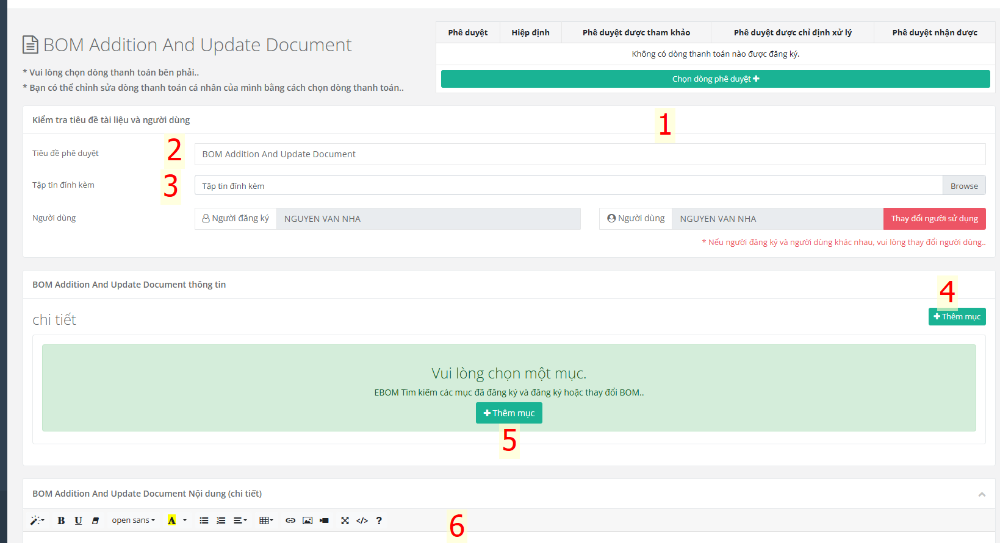 BOM Addition And Update Document
* Vui lòng chọn dòng thanh toán bên phải..
* Bạn có thể chỉnh sửa dòng thanh toán cá nhân của mình bằng cách chọn dòng thanh toán..
Phê duyệt Hiệp định Phê duyệt được tham khảo Phê duyệt được chỉ định xử lý Phê duyệt nhận được
Không có dòng thanh toán nào được đăng ký.
Chọn dòng phê duyệt
Kiểm tra tiêu đề tài liệu và người dùng
1
Tiêu đề phê duyệt 2 BOM Addition And Update Document
Tập tin đính kèm 3 Tập tin đính kèm Browse
Người dùng Người đăng ký NGUYEN VAN NHA Người dùng NGUYEN VAN NHA Thay đổi người sử dụng
* Nếu người đăng ký và người dùng khác nhau, vui lòng thay đổi người dùng..
BOM Addition And Update Document thông tin
4
chi tiết Thêm mục
Vui lòng chọn một mục.
EBOM Tìm kiếm các mục đã đăng ký và đăng ký hoặc thay đổi BOM..
Thêm mục
5
BOM Addition And Update Document Nội dung (chi tiết)
B U open sans A </> ?
6